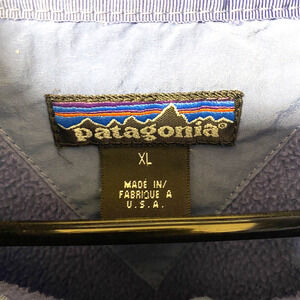 patagonia®
XL
MADE IN/
FABRIQUE A
U.S.A.